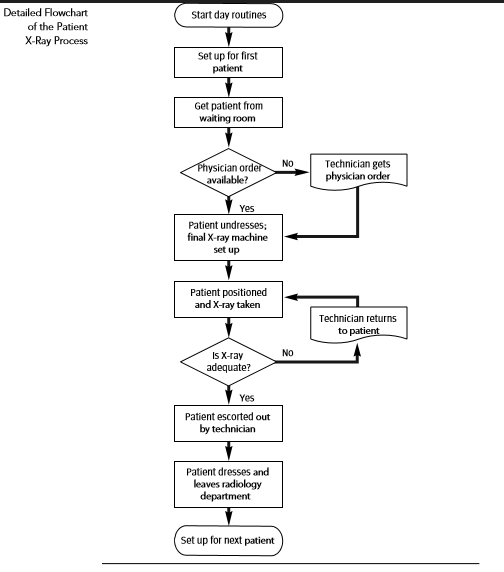 Detailed Flowchart
of the Patient
X-Ray Process
Start day routines
Set up for first
patient
Get patient from
waiting room
Physician order
available?
No
Technician gets
physician order
Yes
Patient undresses;
final X-ray machine
set up
Patient positioned
and X-ray taken
Technician returns
to patient
Is X-ray
adequate?
No
Yes
Patient escorted out
by technician
Patient dresses and
leaves radiology
department
Set up for next patient